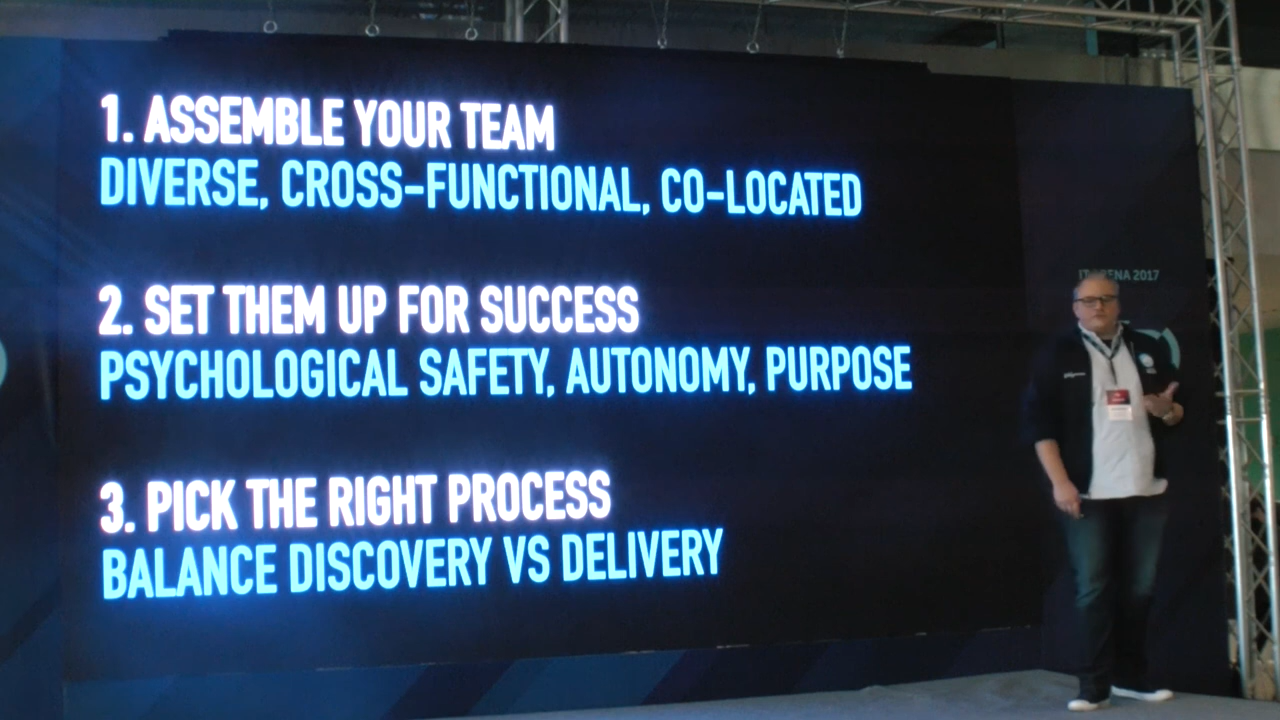 1. ASSEMBLE YOUR TEAM
DIVERSE, CROSS-FUNCTIONAL, CO-LOCATED
2. SET THEM UP FOR SUCCESS
PSYCHOLOGICAL SAFETY, AUTONOMY, PURPOSE
3. PICK THE RIGHT PROCESS
BALANCE DISCOVERY VS DELIVERY
2017